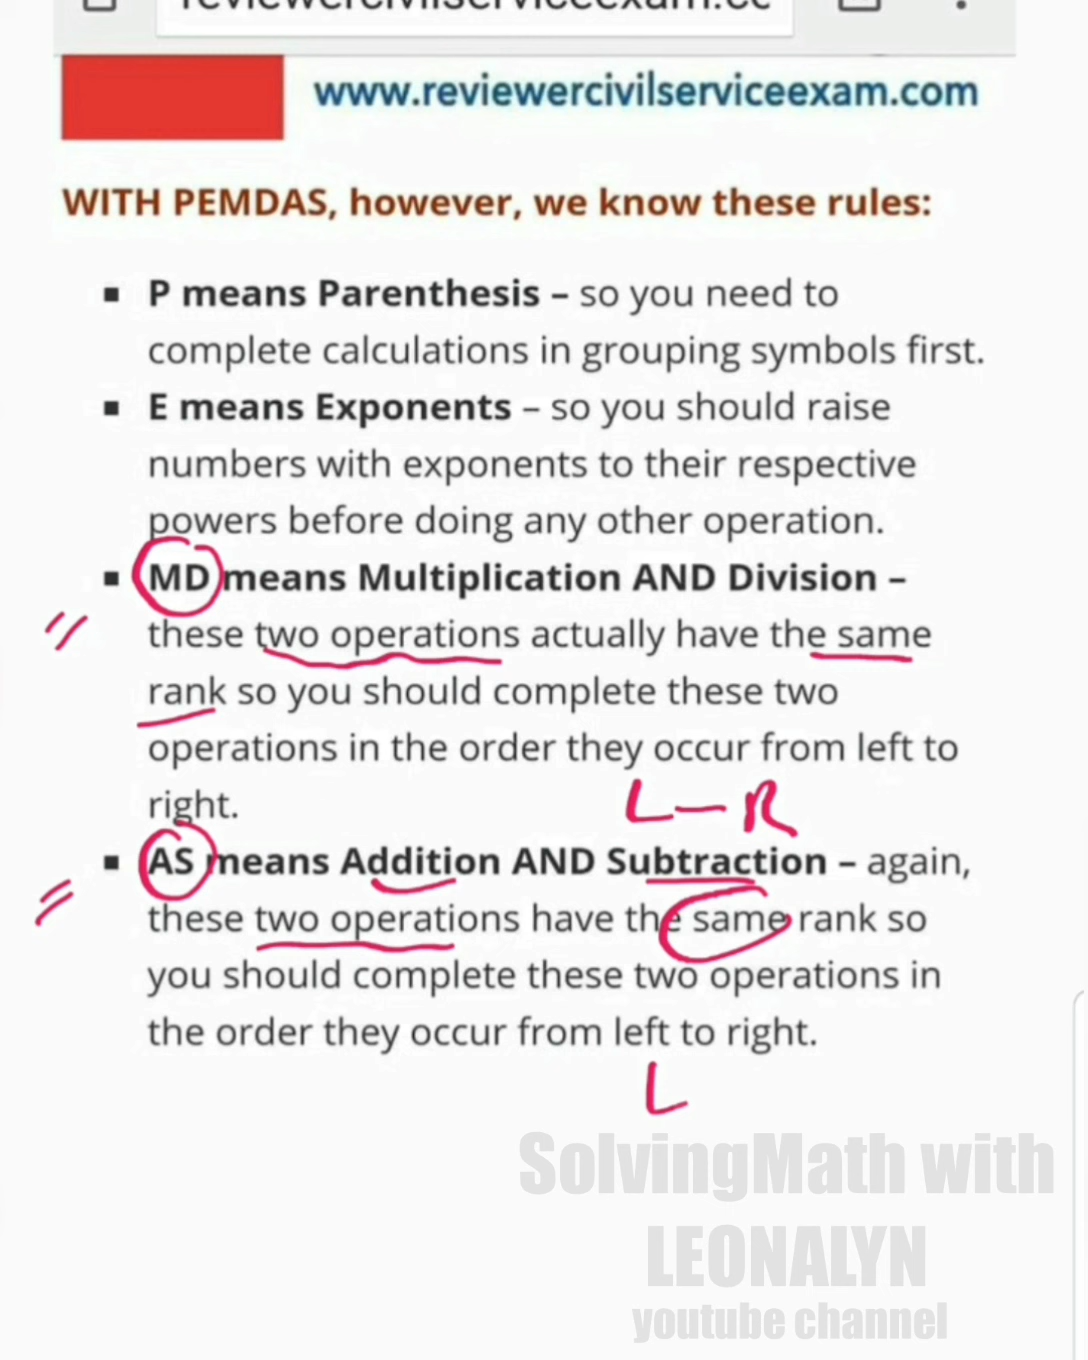 www.reviewercivilserviceexam.com
WITH PEMDAS, however, we know these rules:
▪ P means Parenthesis – so you need to
complete calculations in grouping symbols first.
▪ E means Exponents – so you should raise
numbers with exponents to their respective
powers before doing any other operation.
▪ MD means Multiplication AND Division –
these two operations actually have the same
rank so you should complete these two
operations in the order they occur from left to
right.
L – R
▪ AS means Addition AND Subtraction – again,
these two operations have the same rank so
you should complete these two operations in
the order they occur from left to right.
L
SolvingMath with
LEONALYN
youtube channel